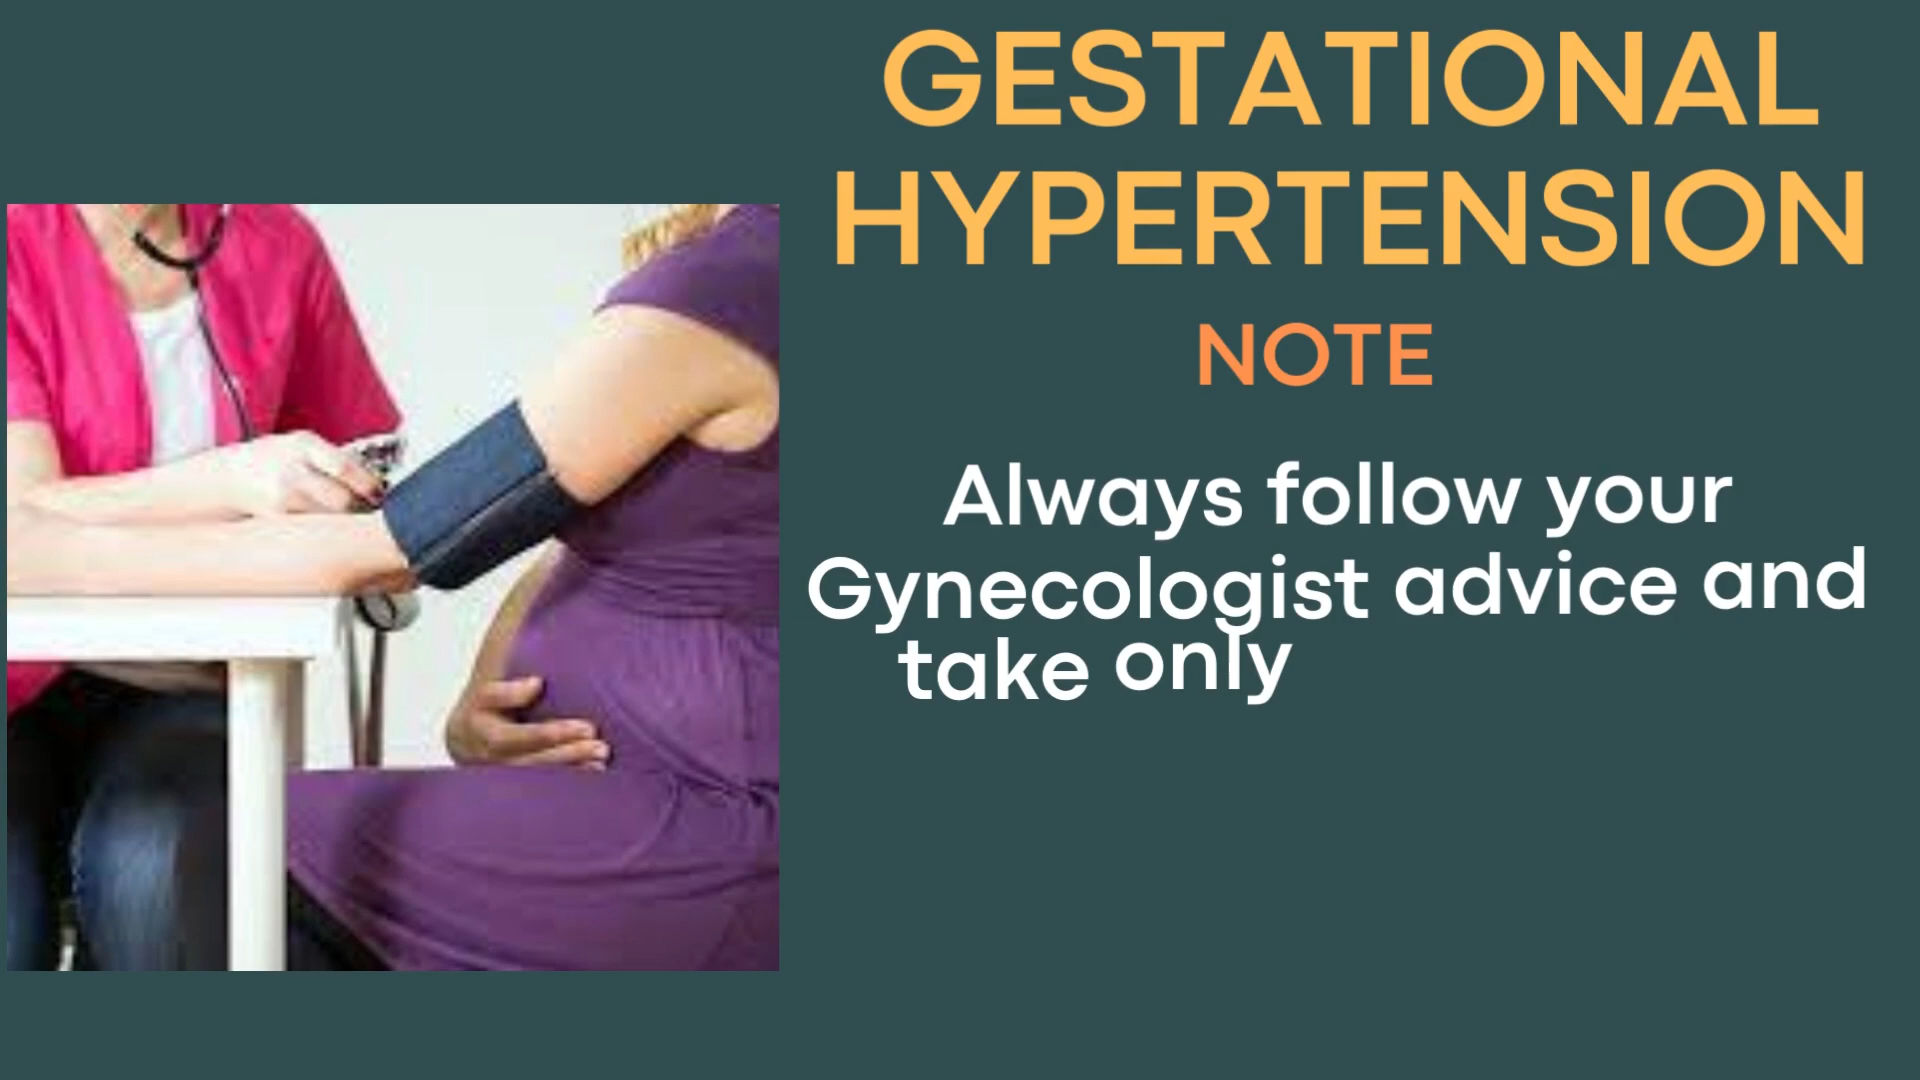 GESTATIONAL
HYPERTENSION
NOTE
Always follow your
Gynecologist advice and
take only